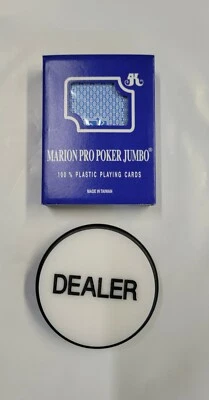 MARION PRO POKER JUMBO®
100 % PLASTIC PLAYING CARDS
MADE IN TAIWAN
DEALER